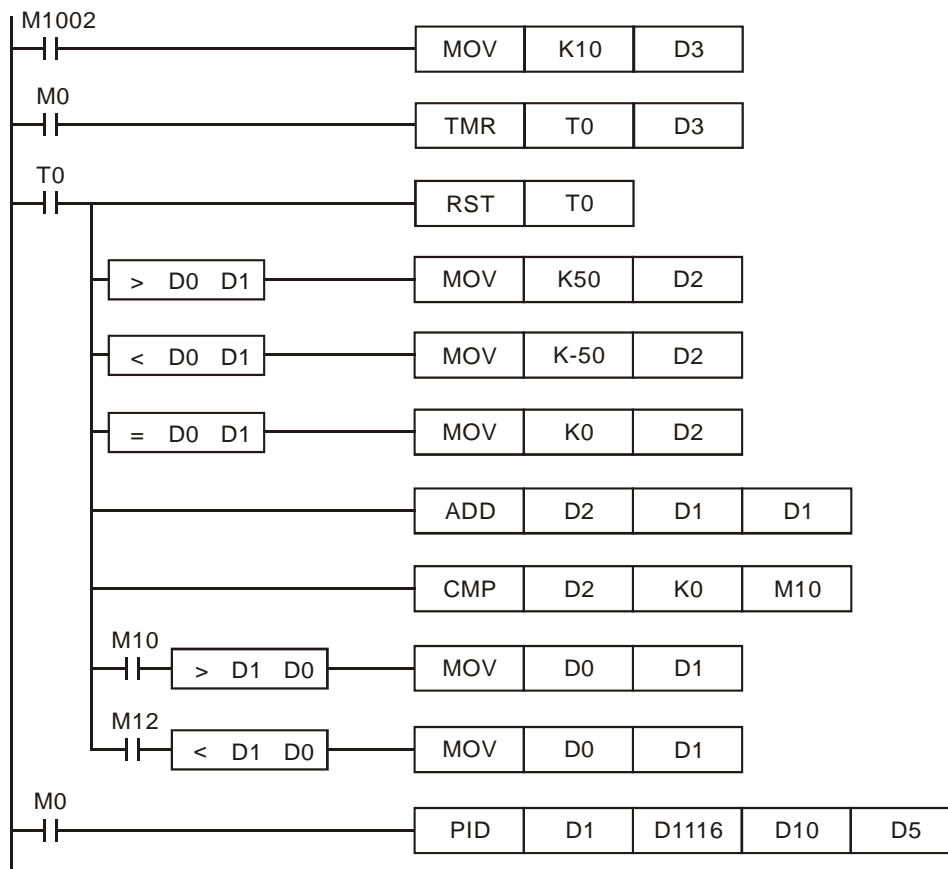 M1002
MOV K10 D3
M0
TMR T0 D3
T0
RST T0
> D0 D1 MOV K50 D2
< D0 D1 MOV K-50 D2
= D0 D1 MOV K0 D2
ADD D2 D1 D1
CMP D2 K0 M10
M10
> D1 D0 MOV D0 D1
M12
< D1 D0 MOV D0 D1
M0
PID D1 D1116 D10 D5